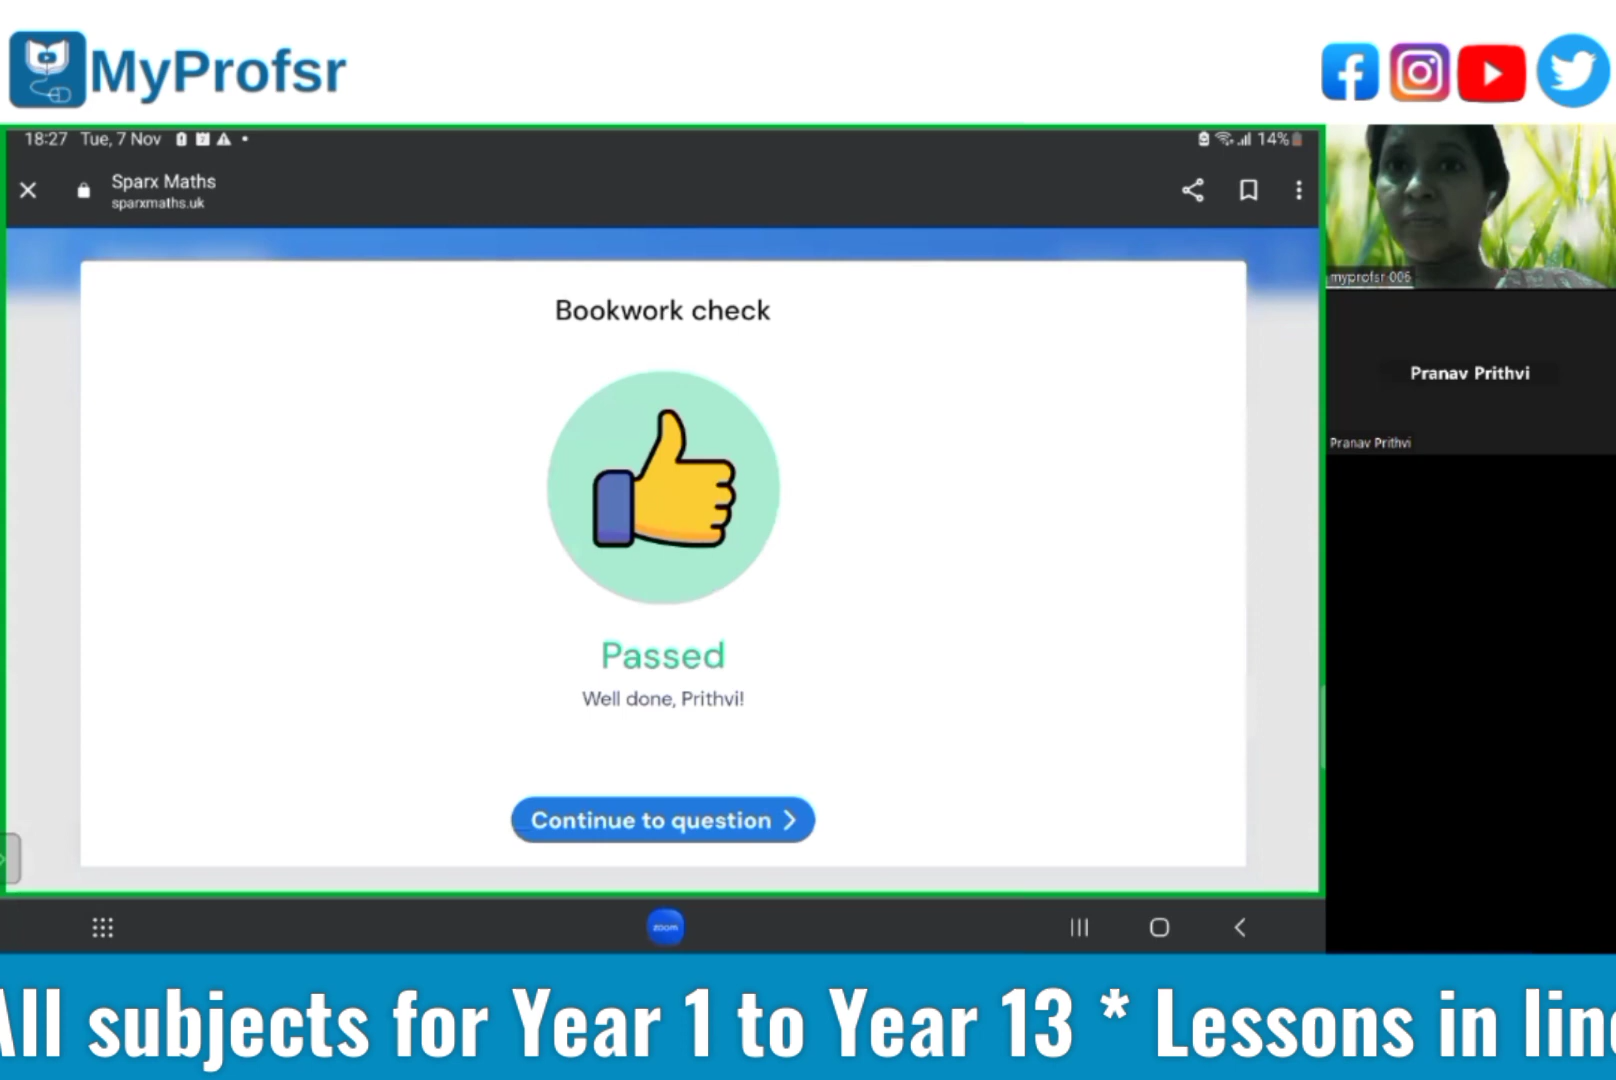 MyProfsr
18:27 Tue, 7 Nov
14%
Sparx Maths
sparxmaths.uk
Bookwork check
Passed
Well done, Prithvi!
Continue to question
myprofsr 006
Pranav Prithvi
Pranav Prithvi
zoom
All subjects for Year 1 to Year 13 * Lessons in line